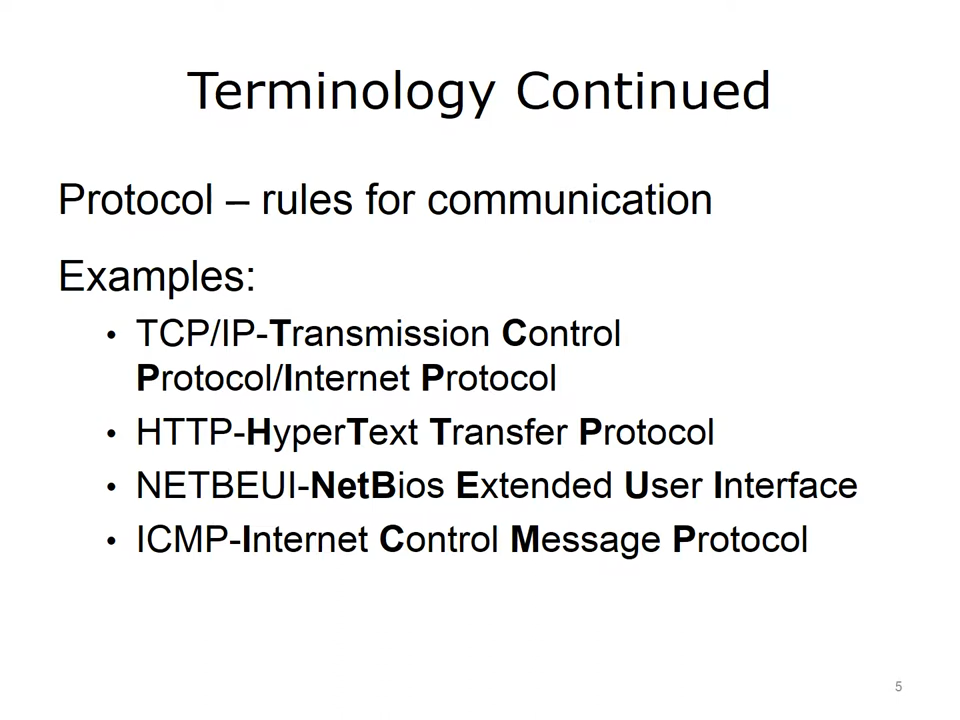 Terminology Continued
Protocol – rules for communication
Examples:
• TCP/IP-Transmission Control
Protocol/Internet Protocol
• HTTP-HyperText Transfer Protocol
• NETBEUI-NetBios Extended User Interface
• ICMP-Internet Control Message Protocol
5